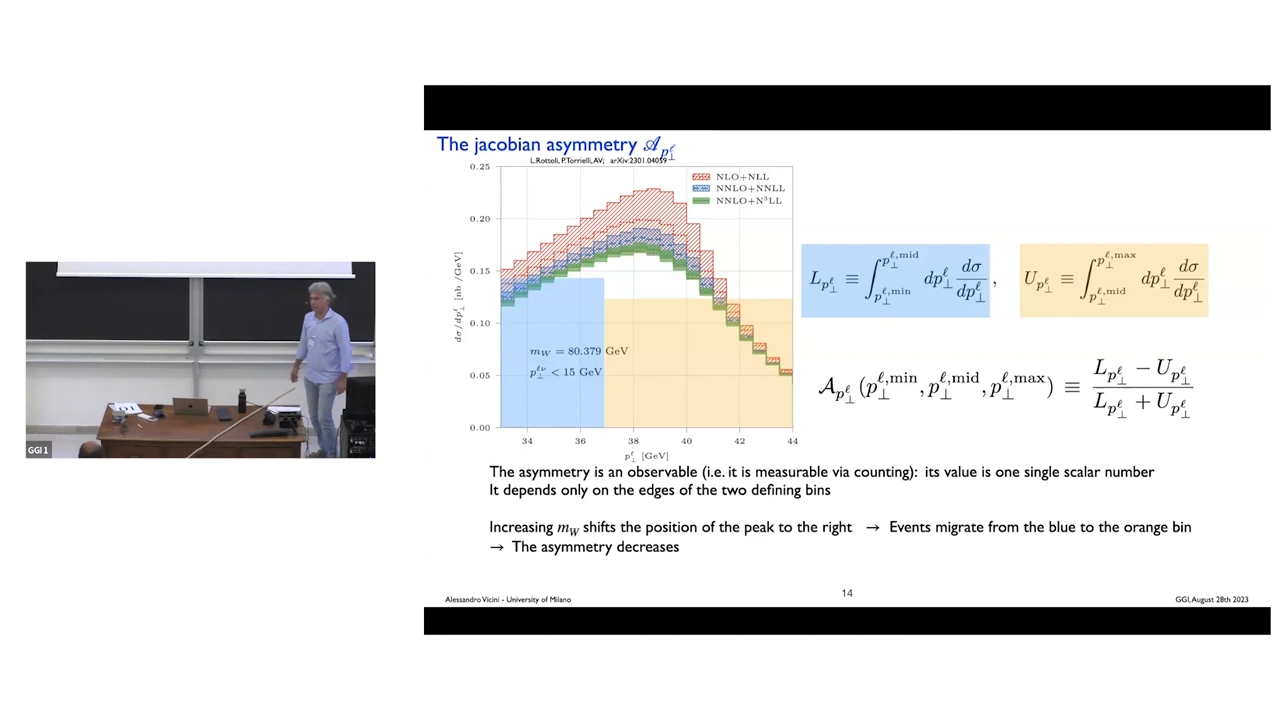 The jacobian asymmetry 𝒜_{p_⊥^ℓ}
L.Rottoli, P.Torrielli, AV; arXiv:2301.04059
0.25
0.20
0.15
0.10
0.05
0.00
dσ/dp_⊥^ℓ [nb/GeV]
NLO+NLL
NNLO+NNLL
NNLO+N³LL
m_W = 80.379 GeV
p_⊥^{ℓν} < 15 GeV
34 36 38 40 42 44
p_⊥^ℓ [GeV]
L_{p_⊥^ℓ} ≡ ∫_{p_⊥^{ℓ,min}}^{p_⊥^{ℓ,mid}} dp_⊥^ℓ dσ/dp_⊥^ℓ , U_{p_⊥^ℓ} ≡ ∫_{p_⊥^{ℓ,mid}}^{p_⊥^{ℓ,max}} dp_⊥^ℓ dσ/dp_⊥^ℓ
𝒜_{p_⊥^ℓ}(p_⊥^{ℓ,min}, p_⊥^{ℓ,mid}, p_⊥^{ℓ,max}) ≡ (L_{p_⊥^ℓ} − U_{p_⊥^ℓ})/(L_{p_⊥^ℓ} + U_{p_⊥^ℓ})
The asymmetry is an observable (i.e. it is measurable via counting): its value is one single scalar number
It depends only on the edges of the two defining bins
Increasing m_W shifts the position of the peak to the right → Events migrate from the blue to the orange bin
→ The asymmetry decreases
Alessandro Vicini - University of Milano
14
GGI, August 28th 2023
GGI 1